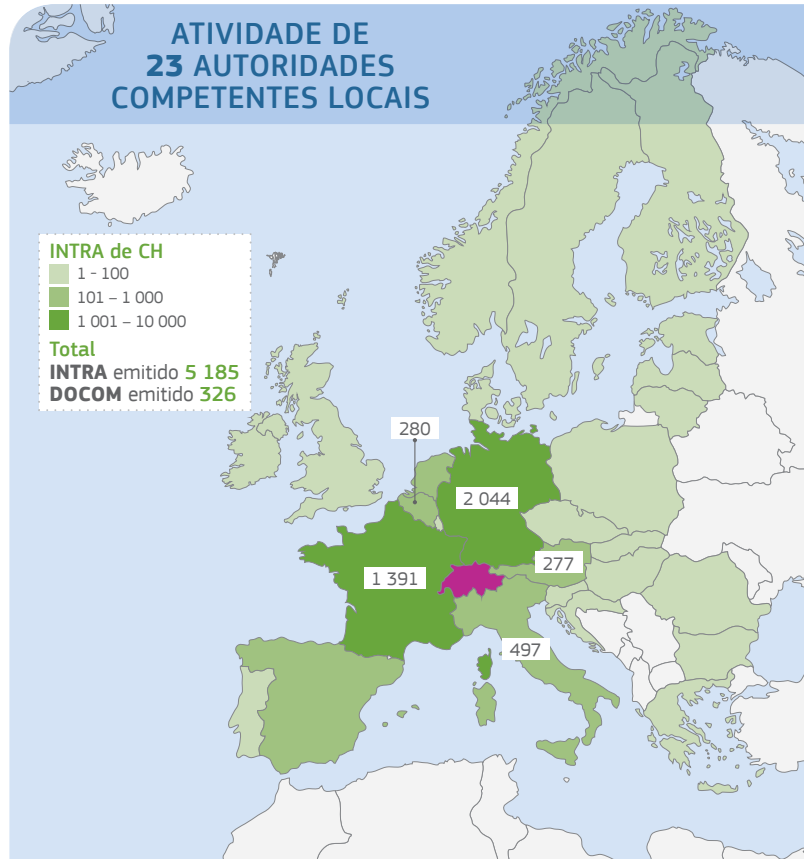 ATIVIDADE DE
23 AUTORIDADES
COMPETENTES LOCAIS
INTRA de CH
1 - 100
101 – 1 000
1 001 – 10 000
Total
INTRA emitido 5 185
DOCOM emitido 326
280
2 044
277
1 391
497